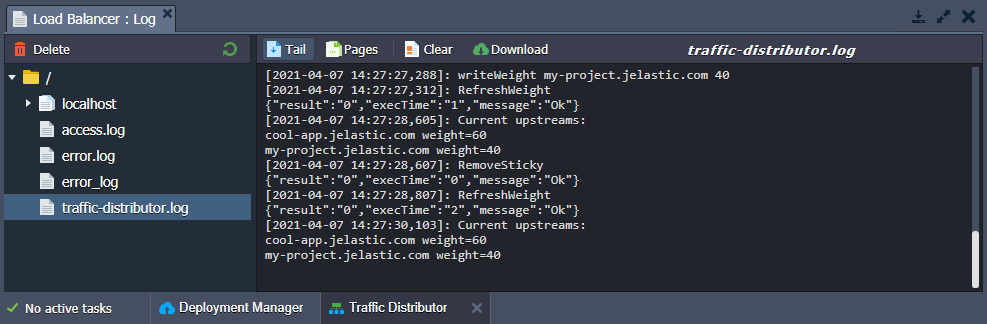 Load Balancer : Log
Delete
Tail
Pages
Clear
Download
traffic-distributor.log
/
localhost
access.log
error.log
error_log
traffic-distributor.log
[2021-04-07 14:27:27,288]: writeWeight my-project.jelastic.com 40
[2021-04-07 14:27:27,312]: RefreshWeight
{"result":"0","execTime":"1","message":"Ok"}
[2021-04-07 14:27:28,605]: Current upstreams:
cool-app.jelastic.com weight=60
my-project.jelastic.com weight=40
[2021-04-07 14:27:28,607]: RemoveSticky
{"result":"0","execTime":"0","message":"Ok"}
[2021-04-07 14:27:28,807]: RefreshWeight
{"result":"0","execTime":"2","message":"Ok"}
[2021-04-07 14:27:30,103]: Current upstreams:
cool-app.jelastic.com weight=60
my-project.jelastic.com weight=40
No active tasks
Deployment Manager
Traffic Distributor